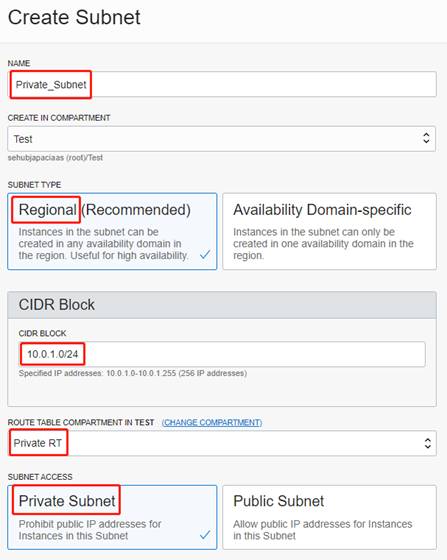 Create Subnet
NAME
Private_Subnet
CREATE IN COMPARTMENT
Test
sehubjapaciaas (root)/Test
SUBNET TYPE
Regional (Recommended)
Instances in the subnet can be
created in any availability domain in
the region. Useful for high availability.
Availability Domain-specific
Instances in the subnet can only be
created in one availability domain in the
region.
CIDR Block
CIDR BLOCK
10.0.1.0/24
Specified IP addresses: 10.0.1.0-10.0.1.255 (256 IP addresses)
ROUTE TABLE COMPARTMENT IN TEST (CHANGE COMPARTMENT)
Private RT
SUBNET ACCESS
Private Subnet
Prohibit public IP addresses for
Instances in this Subnet
Public Subnet
Allow public IP addresses for Instances
in this Subnet